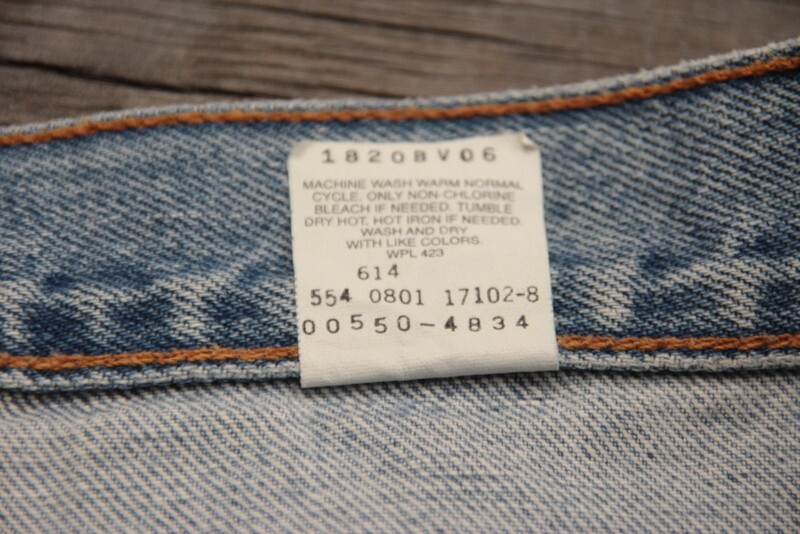 18208V06
MACHINE WASH WARM NORMAL
CYCLE. ONLY NON-CHLORINE
BLEACH IF NEEDED. TUMBLE
DRY HOT, HOT IRON IF NEEDED.
WASH AND DRY
WITH LIKE COLORS.
WPL 423
614
554 0801 17102-8
00550-4834